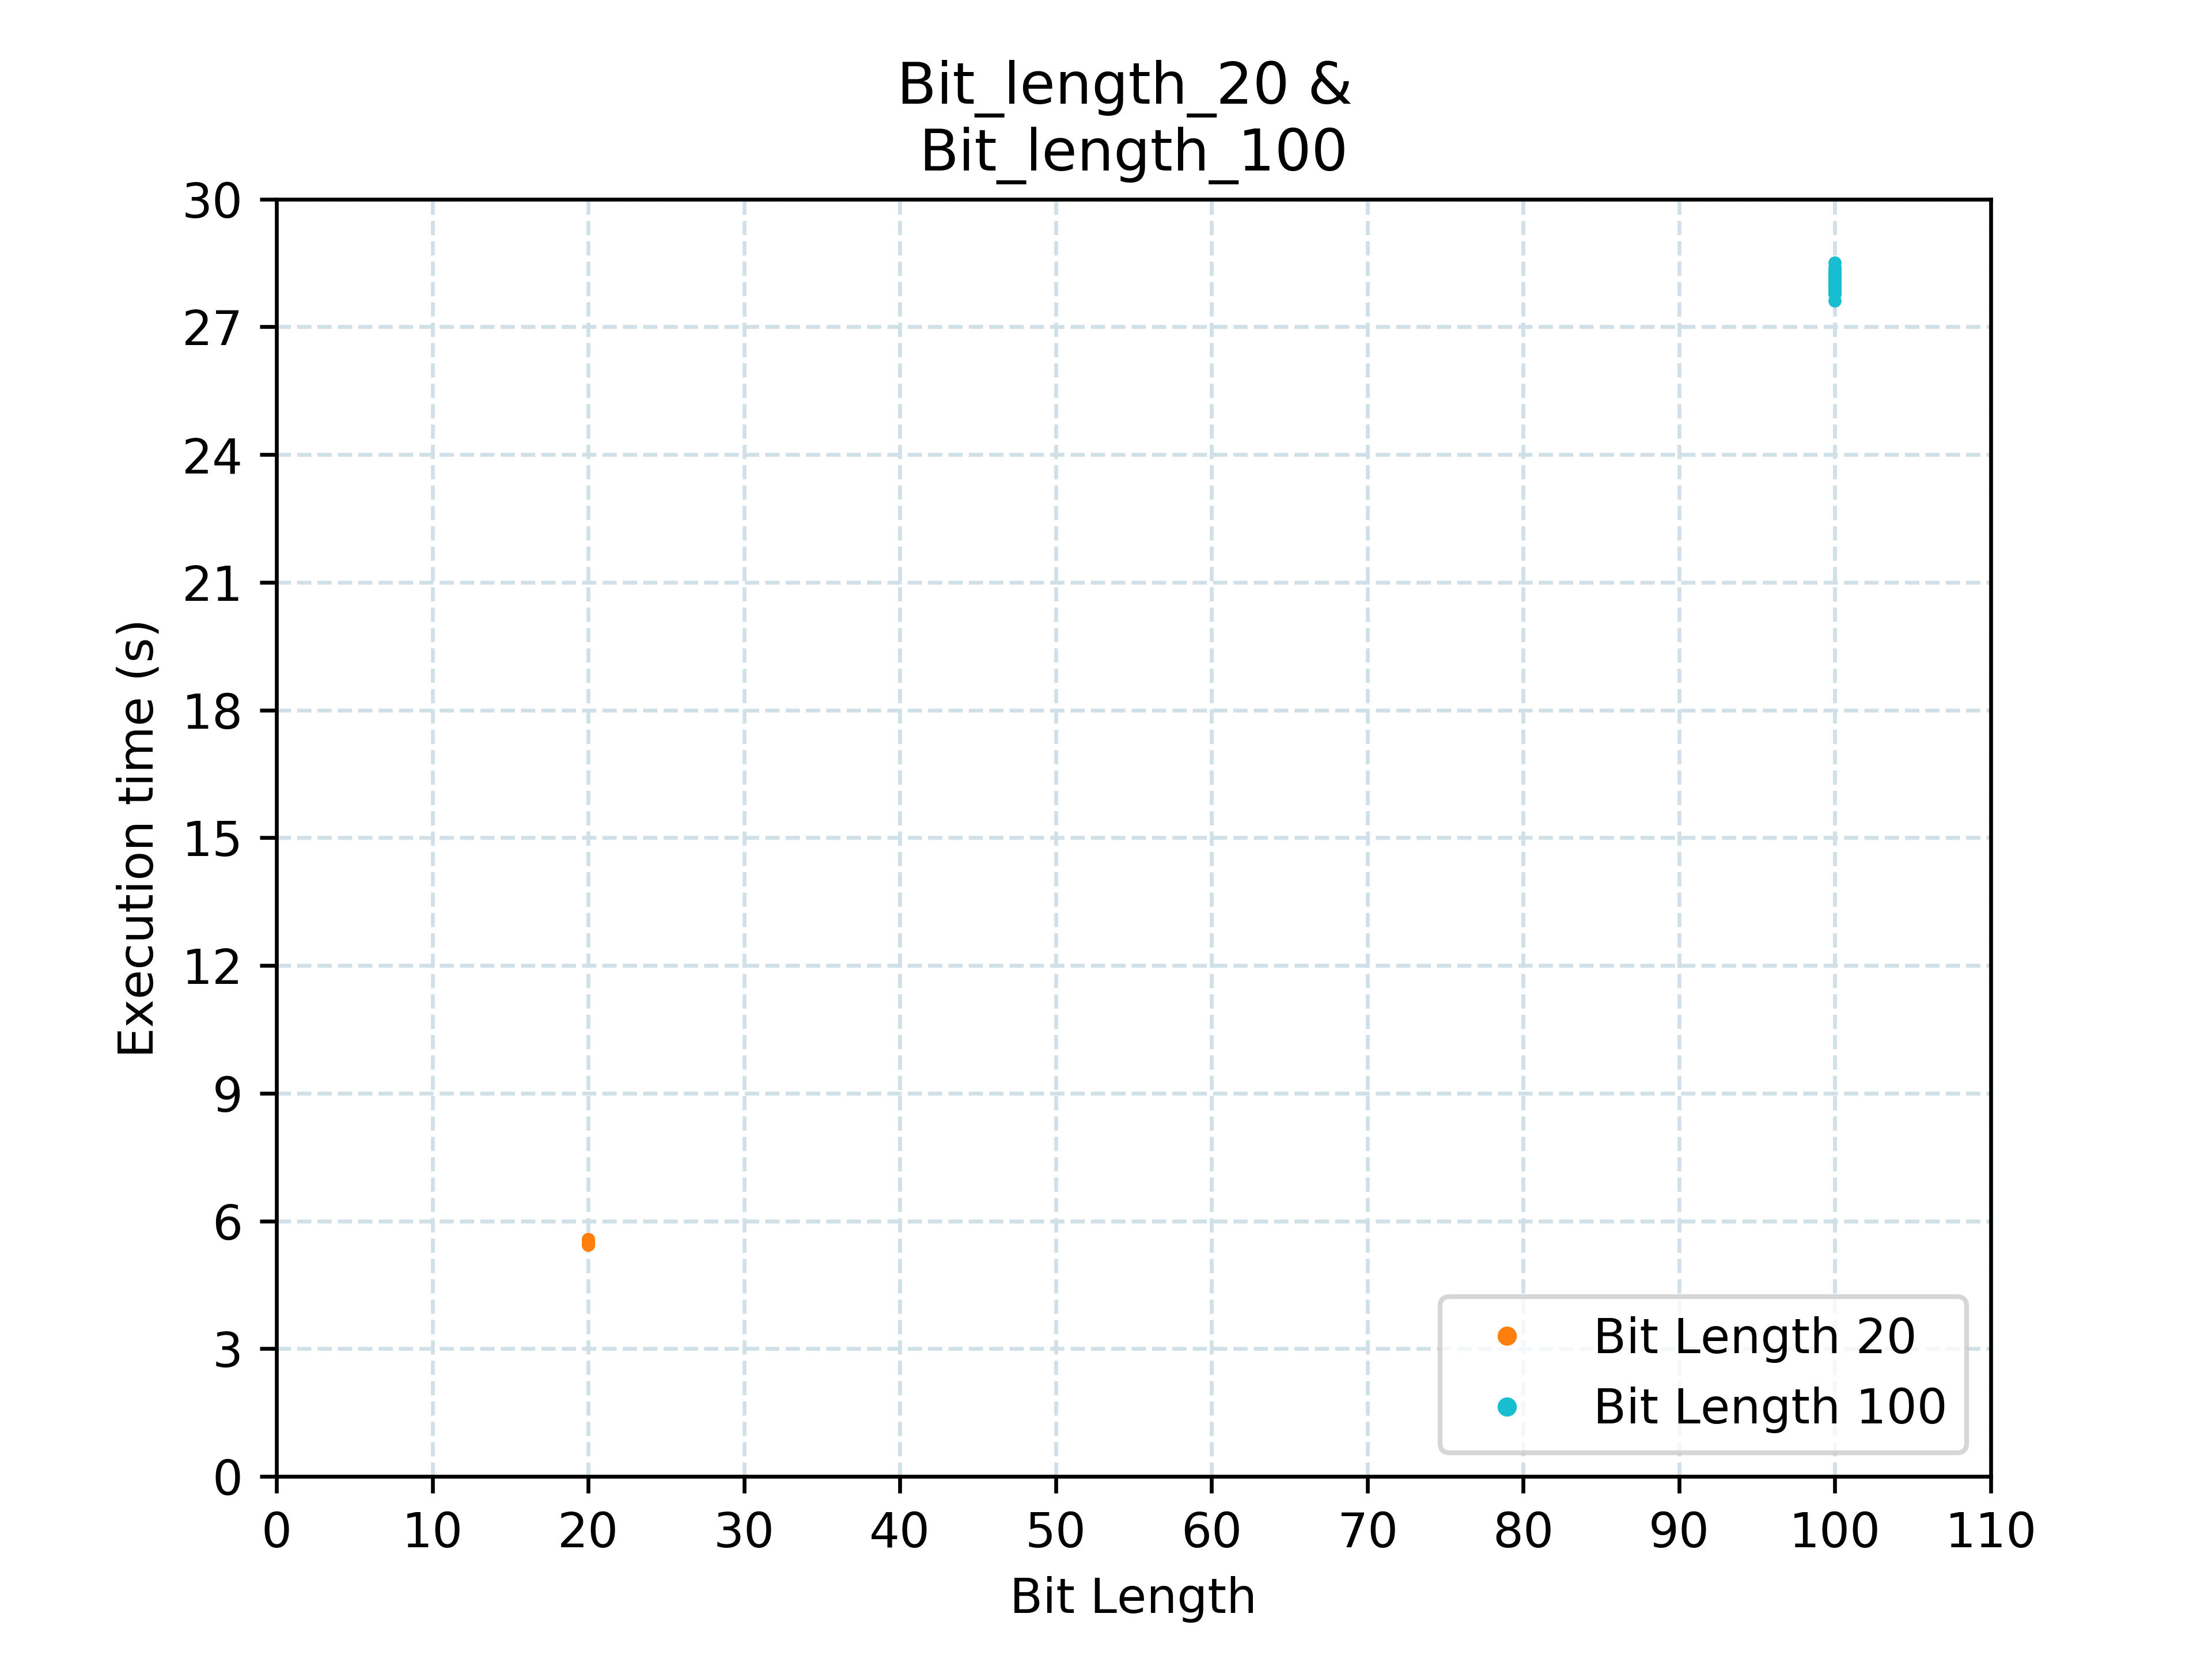 Bit_length_20 &
Bit_length_100
30
27
24
21
18
15
12
9
6
3
0
Execution time (s)
Bit Length 20
Bit Length 100
0 10 20 30 40 50 60 70 80 90 100 110
Bit Length